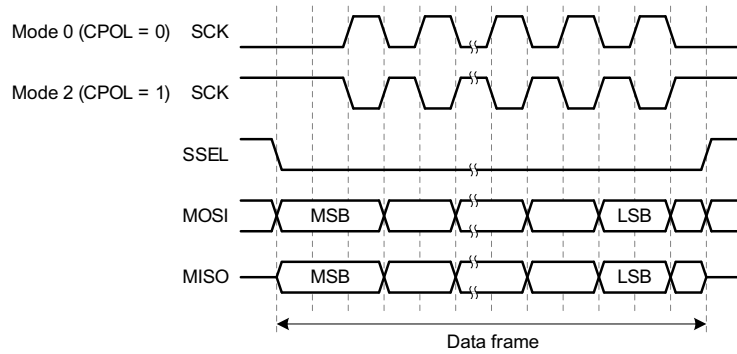 Mode 0 (CPOL = 0) SCK
Mode 2 (CPOL = 1) SCK
SSEL
MOSI MSB LSB
MISO MSB LSB
Data frame